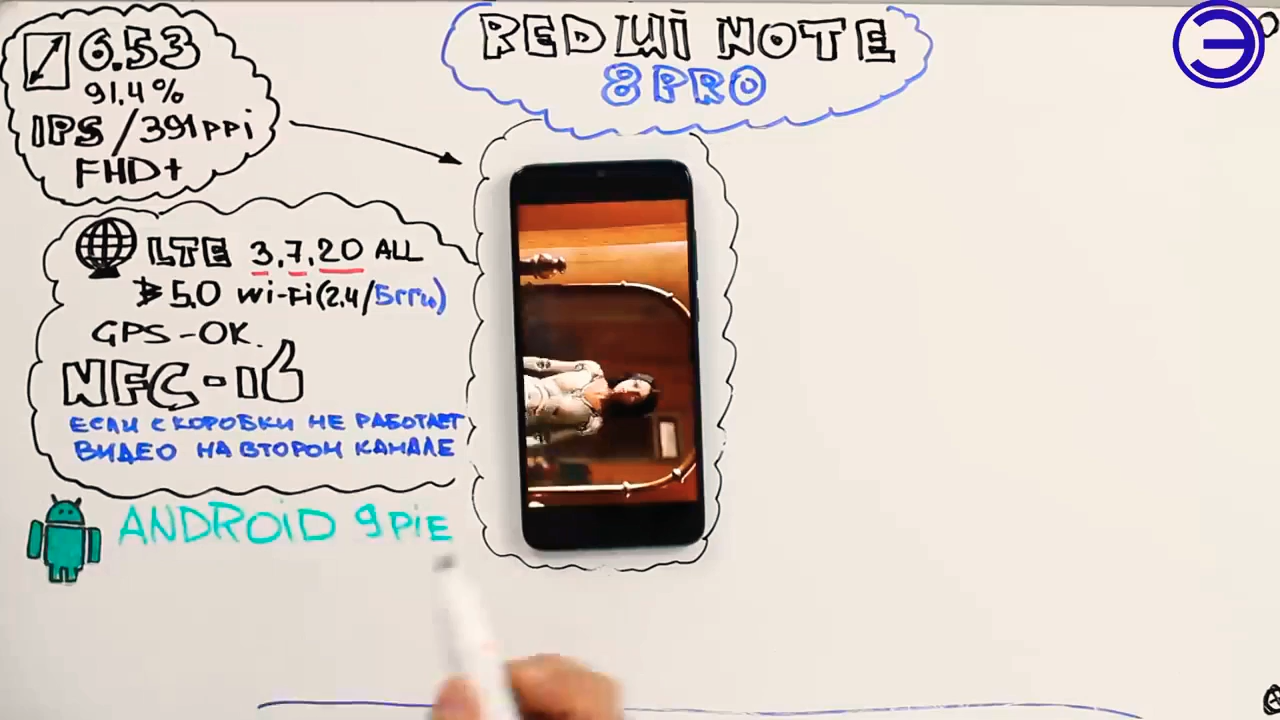 REDMI NOTE
8 PRO
6.53
91,4%
IPS / 391 ppi
FHD+
LTE 3,7,20 ALL
5.0 Wi-Fi (2.4/5ГГц)
GPS-OK.
NFC-
ЕСЛИ С КОРОБКИ НЕ РАБОТАЕТ
ВИДЕО НА ВТОРОМ КАНАЛЕ
ANDROID 9 PIE
Э